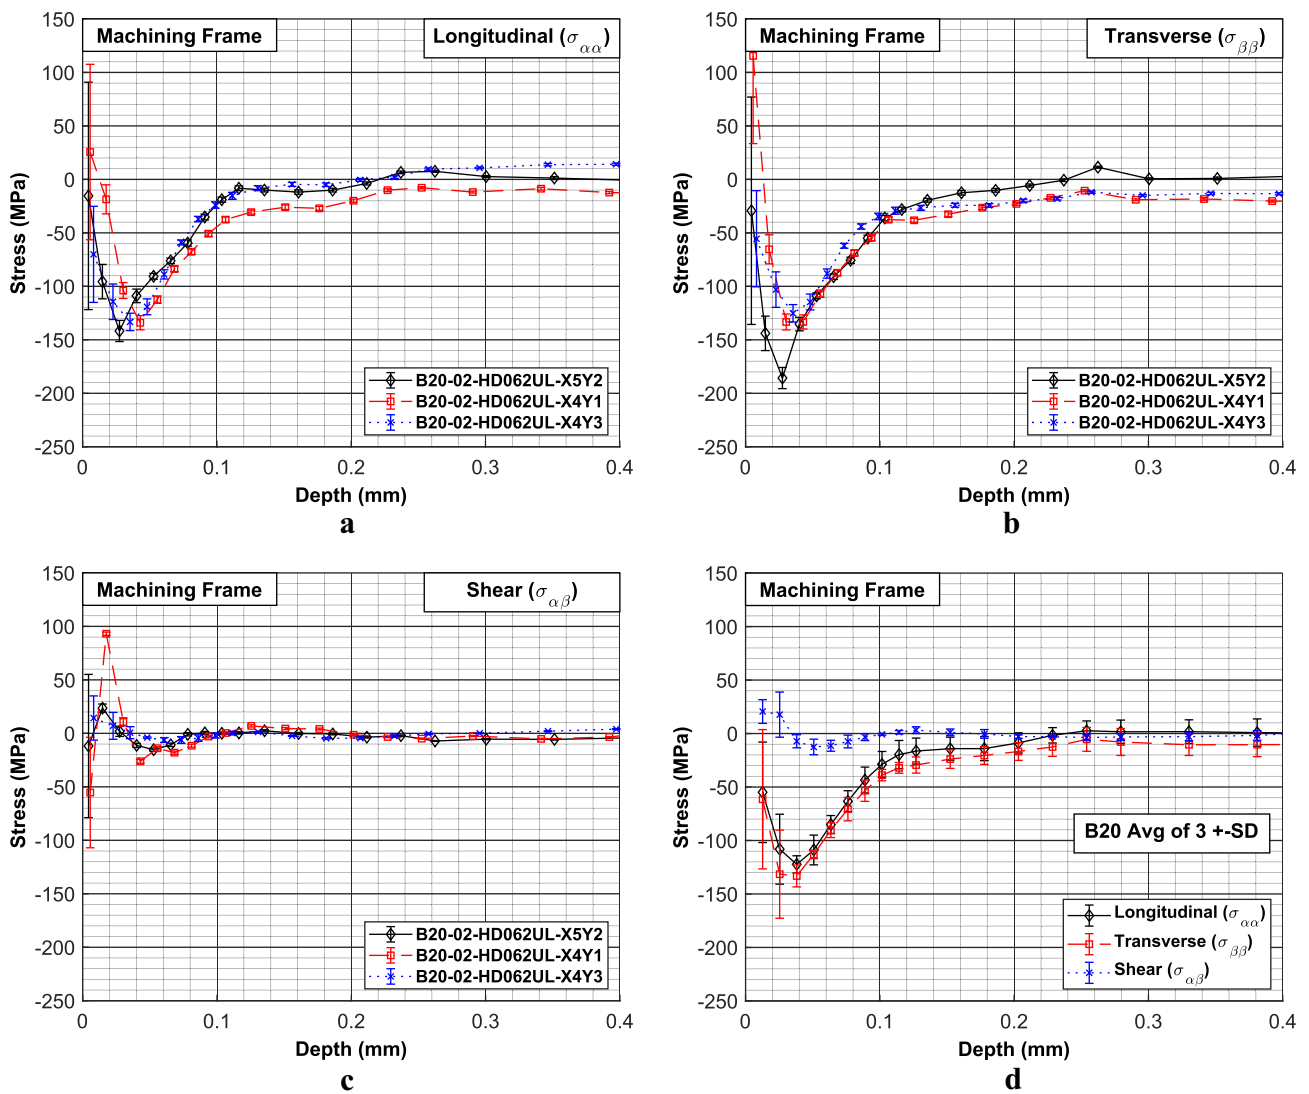 Machining Frame
Longitudinal (σαα)
150
100
50
0
-50
-100
-150
-200
-250
Stress (MPa)
B20-02-HD062UL-X5Y2
B20-02-HD062UL-X4Y1
B20-02-HD062UL-X4Y3
0 0.1 0.2 0.3 0.4
Depth (mm)
a
Machining Frame
Transverse (σββ)
150
100
50
0
-50
-100
-150
-200
-250
Stress (MPa)
B20-02-HD062UL-X5Y2
B20-02-HD062UL-X4Y1
B20-02-HD062UL-X4Y3
0 0.1 0.2 0.3 0.4
Depth (mm)
b
Machining Frame
Shear (σαβ)
150
100
50
0
-50
-100
-150
-200
-250
Stress (MPa)
B20-02-HD062UL-X5Y2
B20-02-HD062UL-X4Y1
B20-02-HD062UL-X4Y3
0 0.1 0.2 0.3 0.4
Depth (mm)
c
Machining Frame
150
100
50
0
-50
-100
-150
-200
-250
Stress (MPa)
B20 Avg of 3 +-SD
Longitudinal (σαα)
Transverse (σββ)
Shear (σαβ)
0 0.1 0.2 0.3 0.4
Depth (mm)
d